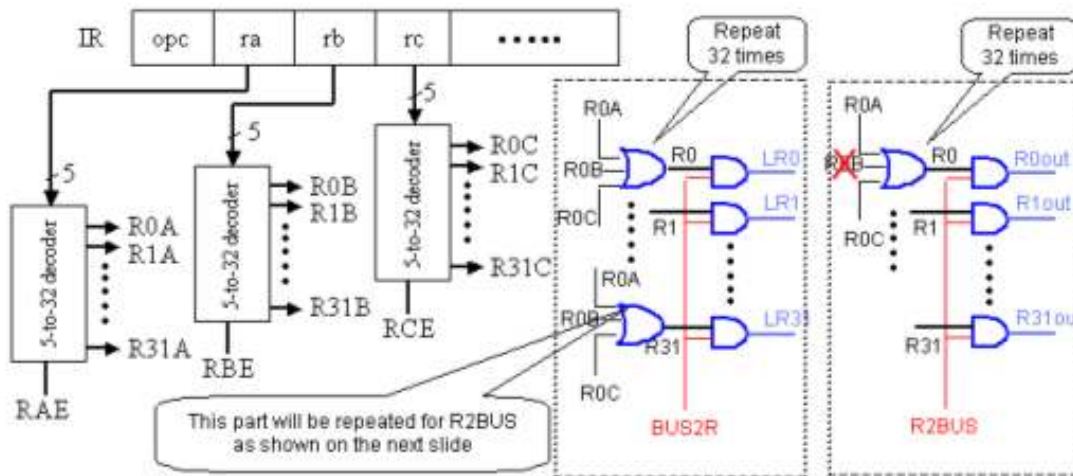 IR opc ra rb rc
Repeat
32 times
Repeat
32 times
5
5
5
5-to-32 decoder
R0A
R1A
R31A
RAE
5-to-32 decoder
R0B
R1B
R31B
RBE
5-to-32 decoder
R0C
R1C
R31C
RCE
R0A
R0B
R0C
R0
LR0
R1
LR1
R0A
R0B
R0C
R31
LR31
BUS2R
This part will be repeated for R2BUS
as shown on the next slide
R0A
R0B
R0C
R0
R0out
R1
R1out
R31
R31ou
R2BUS